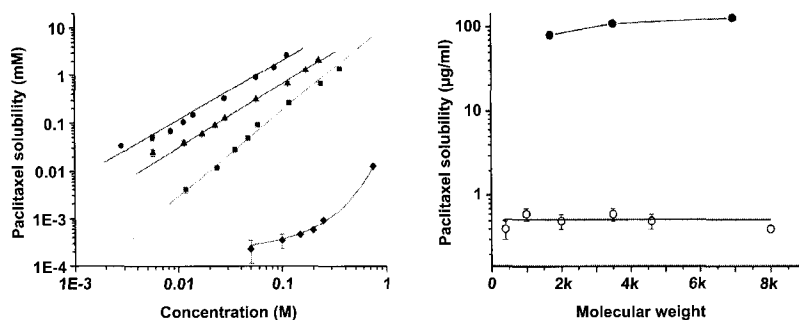 Paclitaxel solubility (mM)
10
1
0.1
0.01
1E-3
1E-4
1E-3 0.01 0.1 1
Concentration (M)
Paclitaxel solubility (µg/ml)
100
10
1
0 2k 4k 6k 8k
Molecular weight